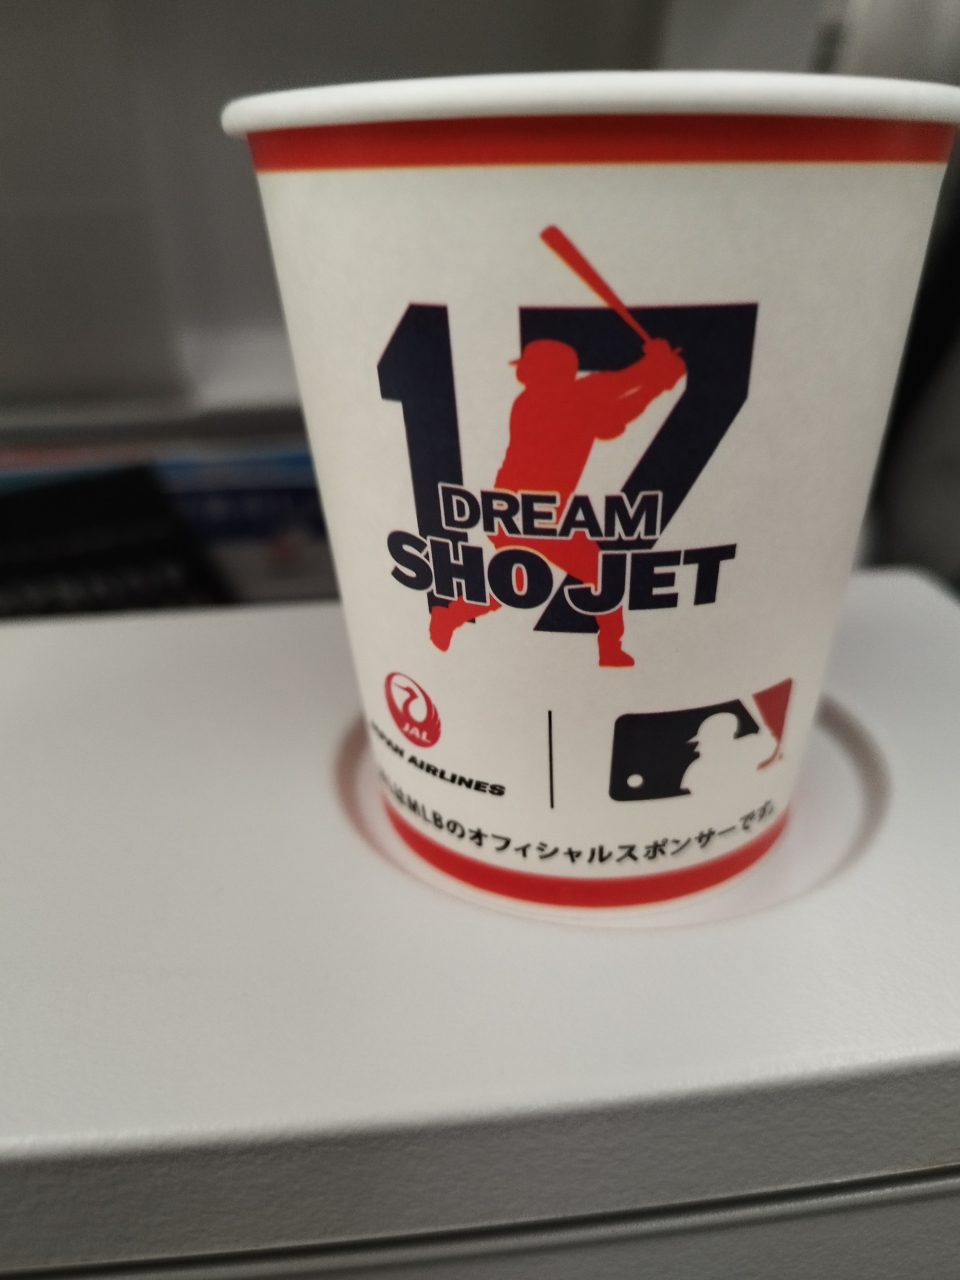 17
DREAM
SHO JET
JAL
JAPAN AIRLINES
MLBのオフィシャルスポンサーです。